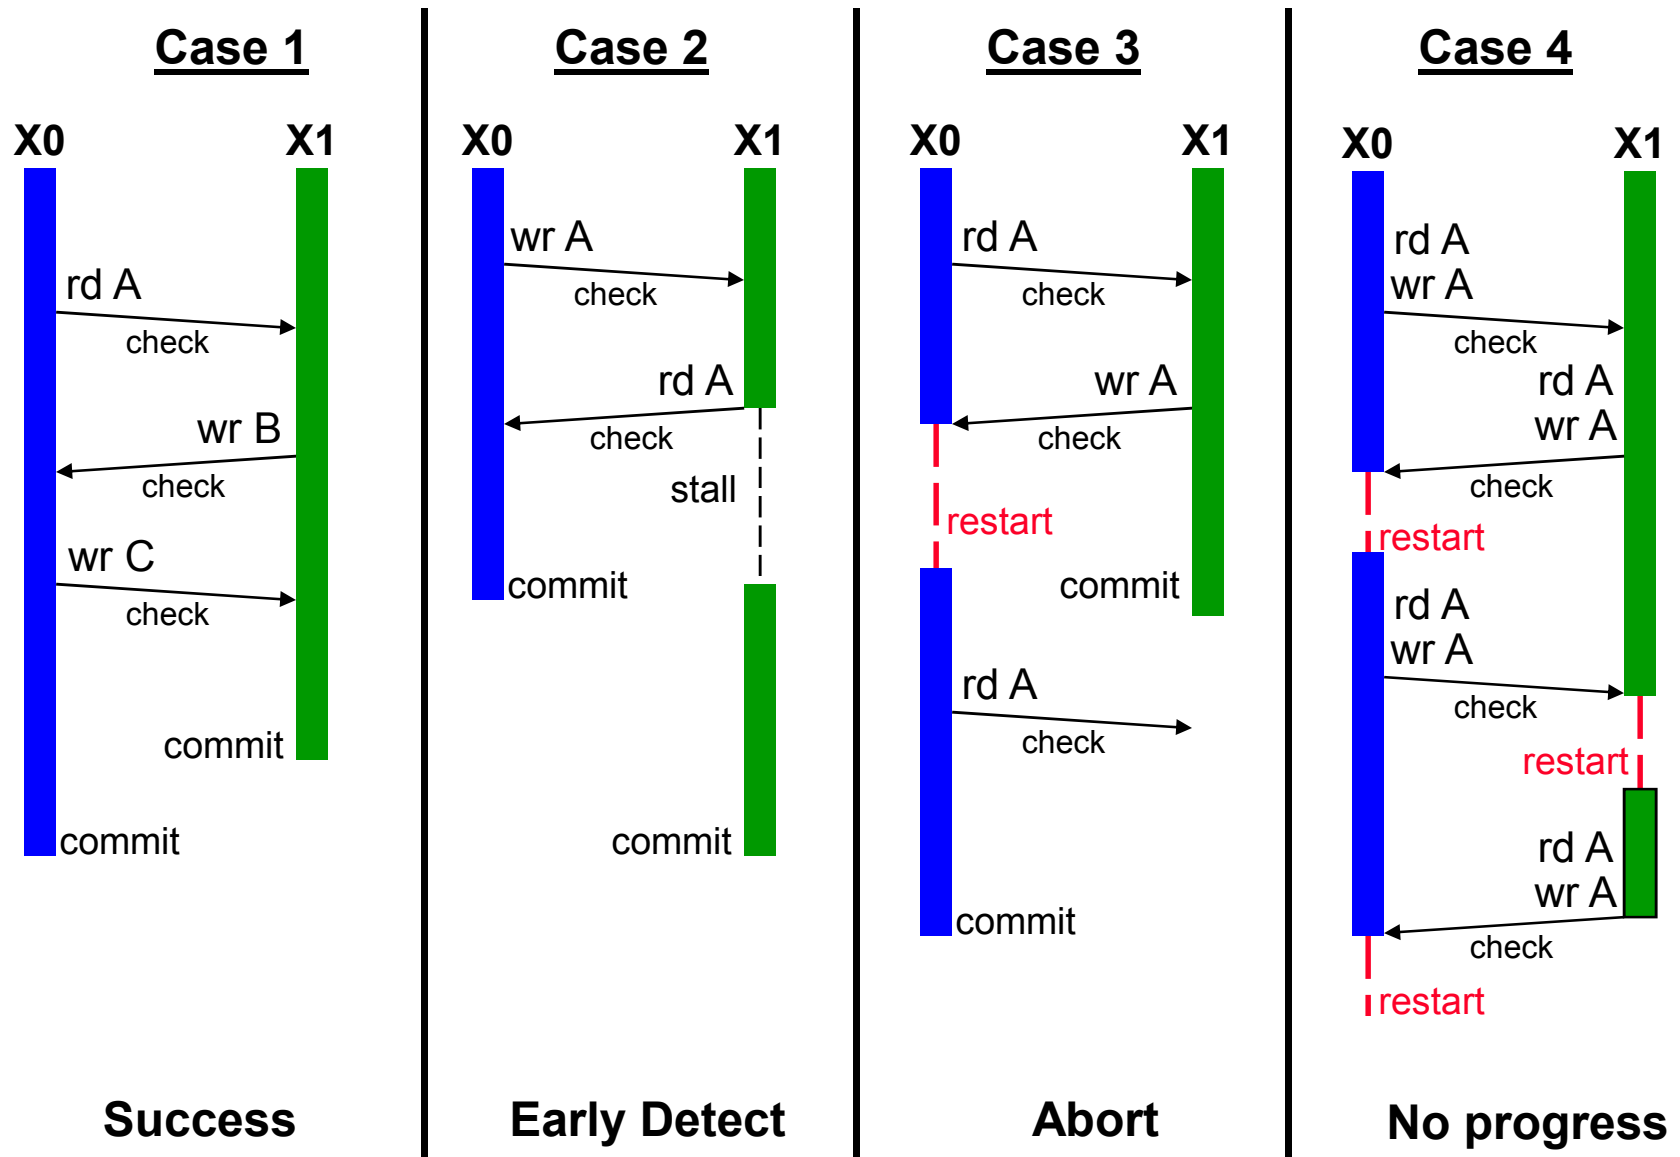 Case 1
X0 X1
rd A
check
wr B
check
wr C
check
commit
commit
Success
Case 2
X0 X1
wr A
check
rd A
check
stall
commit
commit
Early Detect
Case 3
X0 X1
rd A
check
wr A
check
restart
commit
rd A
check
commit
Abort
Case 4
X0 X1
rd A
wr A
check
rd A
wr A
check
restart
rd A
wr A
check
restart
rd A
wr A
check
restart
No progress